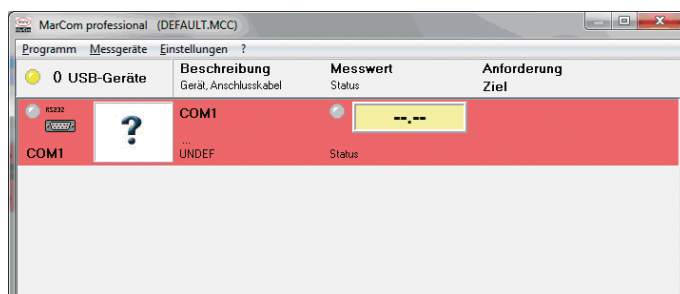 MarCom professional (DEFAULT.MCC)
Programm Messgeräte Einstellungen ?
0 USB-Geräte
Beschreibung
Gerät, Anschlusskabel
Messwert
Status
Anforderung
Ziel
RS232
COM1
?
COM1
...
UNDEF
--.--
Status